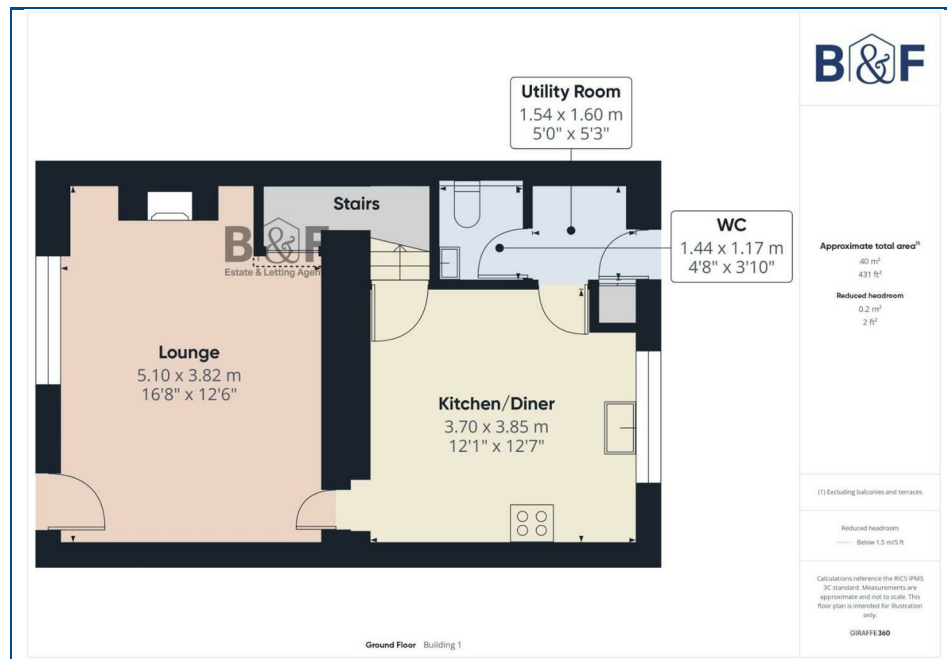 B&F
Utility Room
1.54 x 1.60 m
5'0" x 5'3"
Stairs
WC
1.44 x 1.17 m
4'8" x 3'10"
B&F
Estate & Letting Agen
Lounge
5.10 x 3.82 m
16'8" x 12'6"
Kitchen/Diner
3.70 x 3.85 m
12'1" x 12'7"
Ground Floor Building 1
Approximate total area(1)
40 m²
431 ft²
Reduced headroom
0.2 m²
2 ft²
(1) Excluding balconies and terraces
Reduced headroom
Below 1.5 m/5 ft
Calculations reference the RICS IPMS
3C standard. Measurements are
approximate and not to scale. This
floor plan is intended for illustration
only.
GIRAFFE360